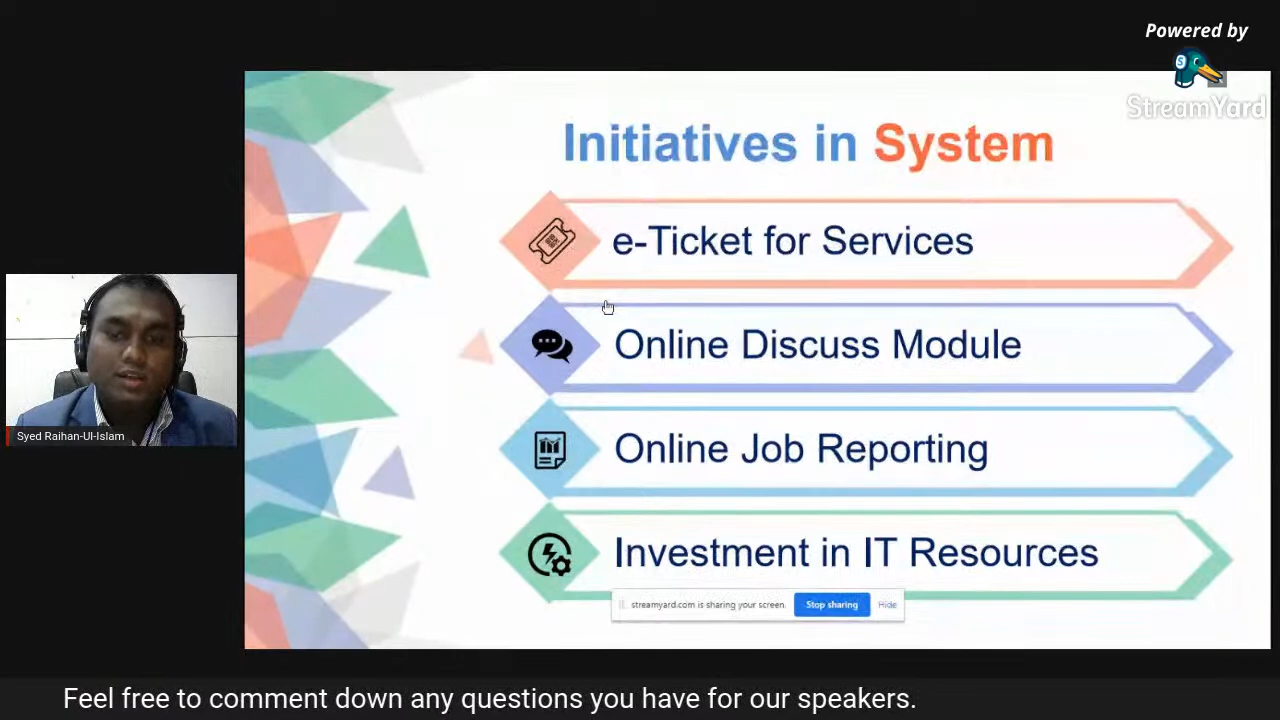 Powered by
StreamYard
Initiatives in System
e-Ticket for Services
Online Discuss Module
Online Job Reporting
Investment in IT Resources
streamyard.com is sharing your screen.
Stop sharing
Hide
Syed Raihan-Ul-Islam
Feel free to comment down any questions you have for our speakers.